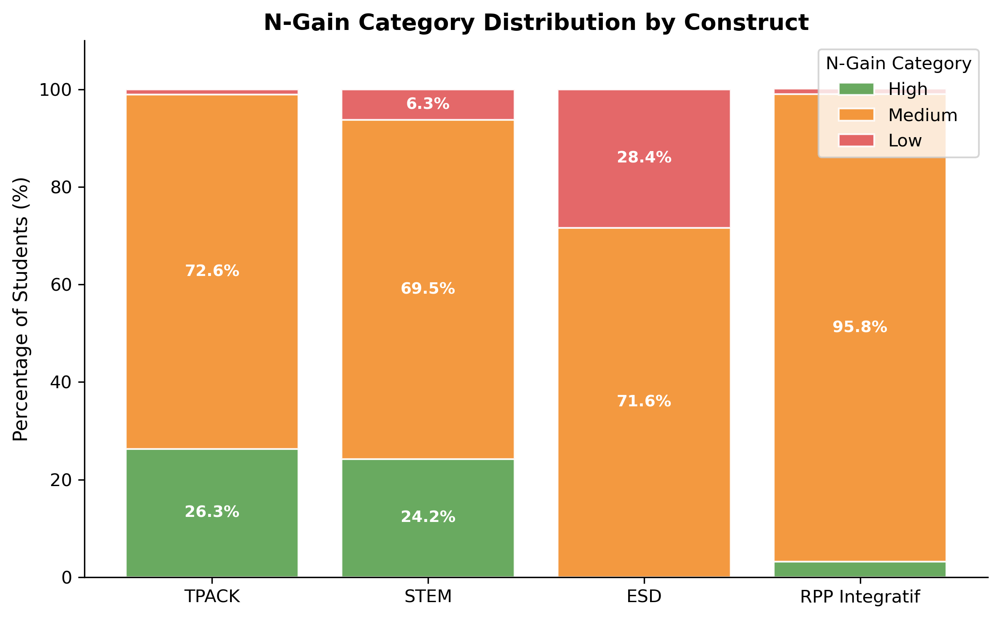 N-Gain Category Distribution by Construct
N-Gain Category
High
Medium
Low
Percentage of Students (%)
100
80
60
40
20
0
72.6%
26.3%
6.3%
69.5%
24.2%
28.4%
71.6%
95.8%
TPACK
STEM
ESD
RPP Integratif